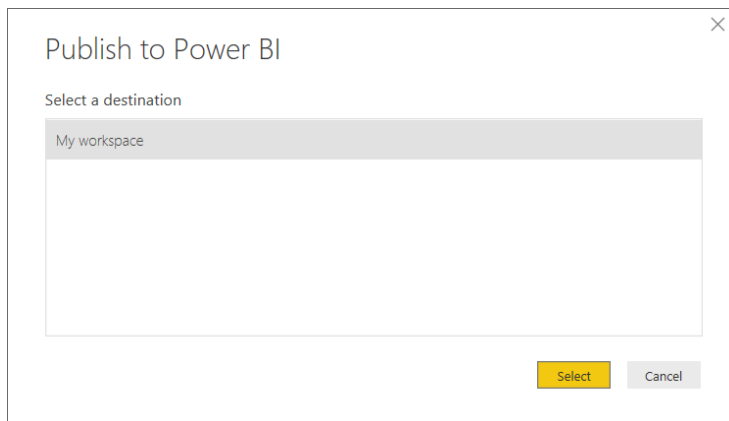 Publish to Power BI
Select a destination
My workspace
Select
Cancel